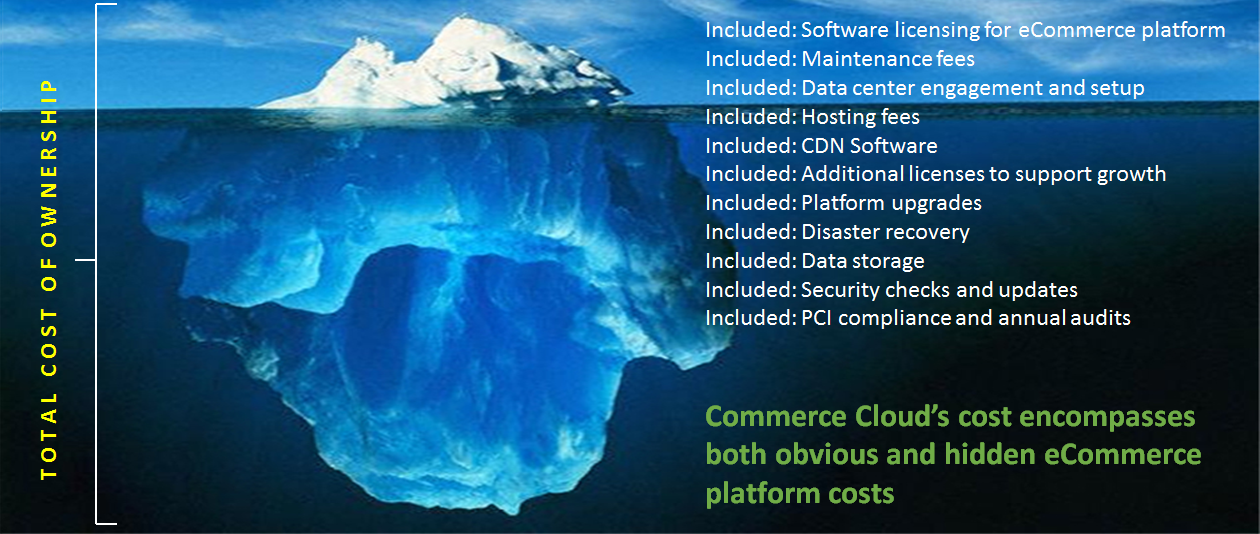 TOTAL COST OF OWNERSHIP
Included: Software licensing for eCommerce platform
Included: Maintenance fees
Included: Data center engagement and setup
Included: Hosting fees
Included: CDN Software
Included: Additional licenses to support growth
Included: Platform upgrades
Included: Disaster recovery
Included: Data storage
Included: Security checks and updates
Included: PCI compliance and annual audits
Commerce Cloud’s cost encompasses
both obvious and hidden eCommerce
platform costs